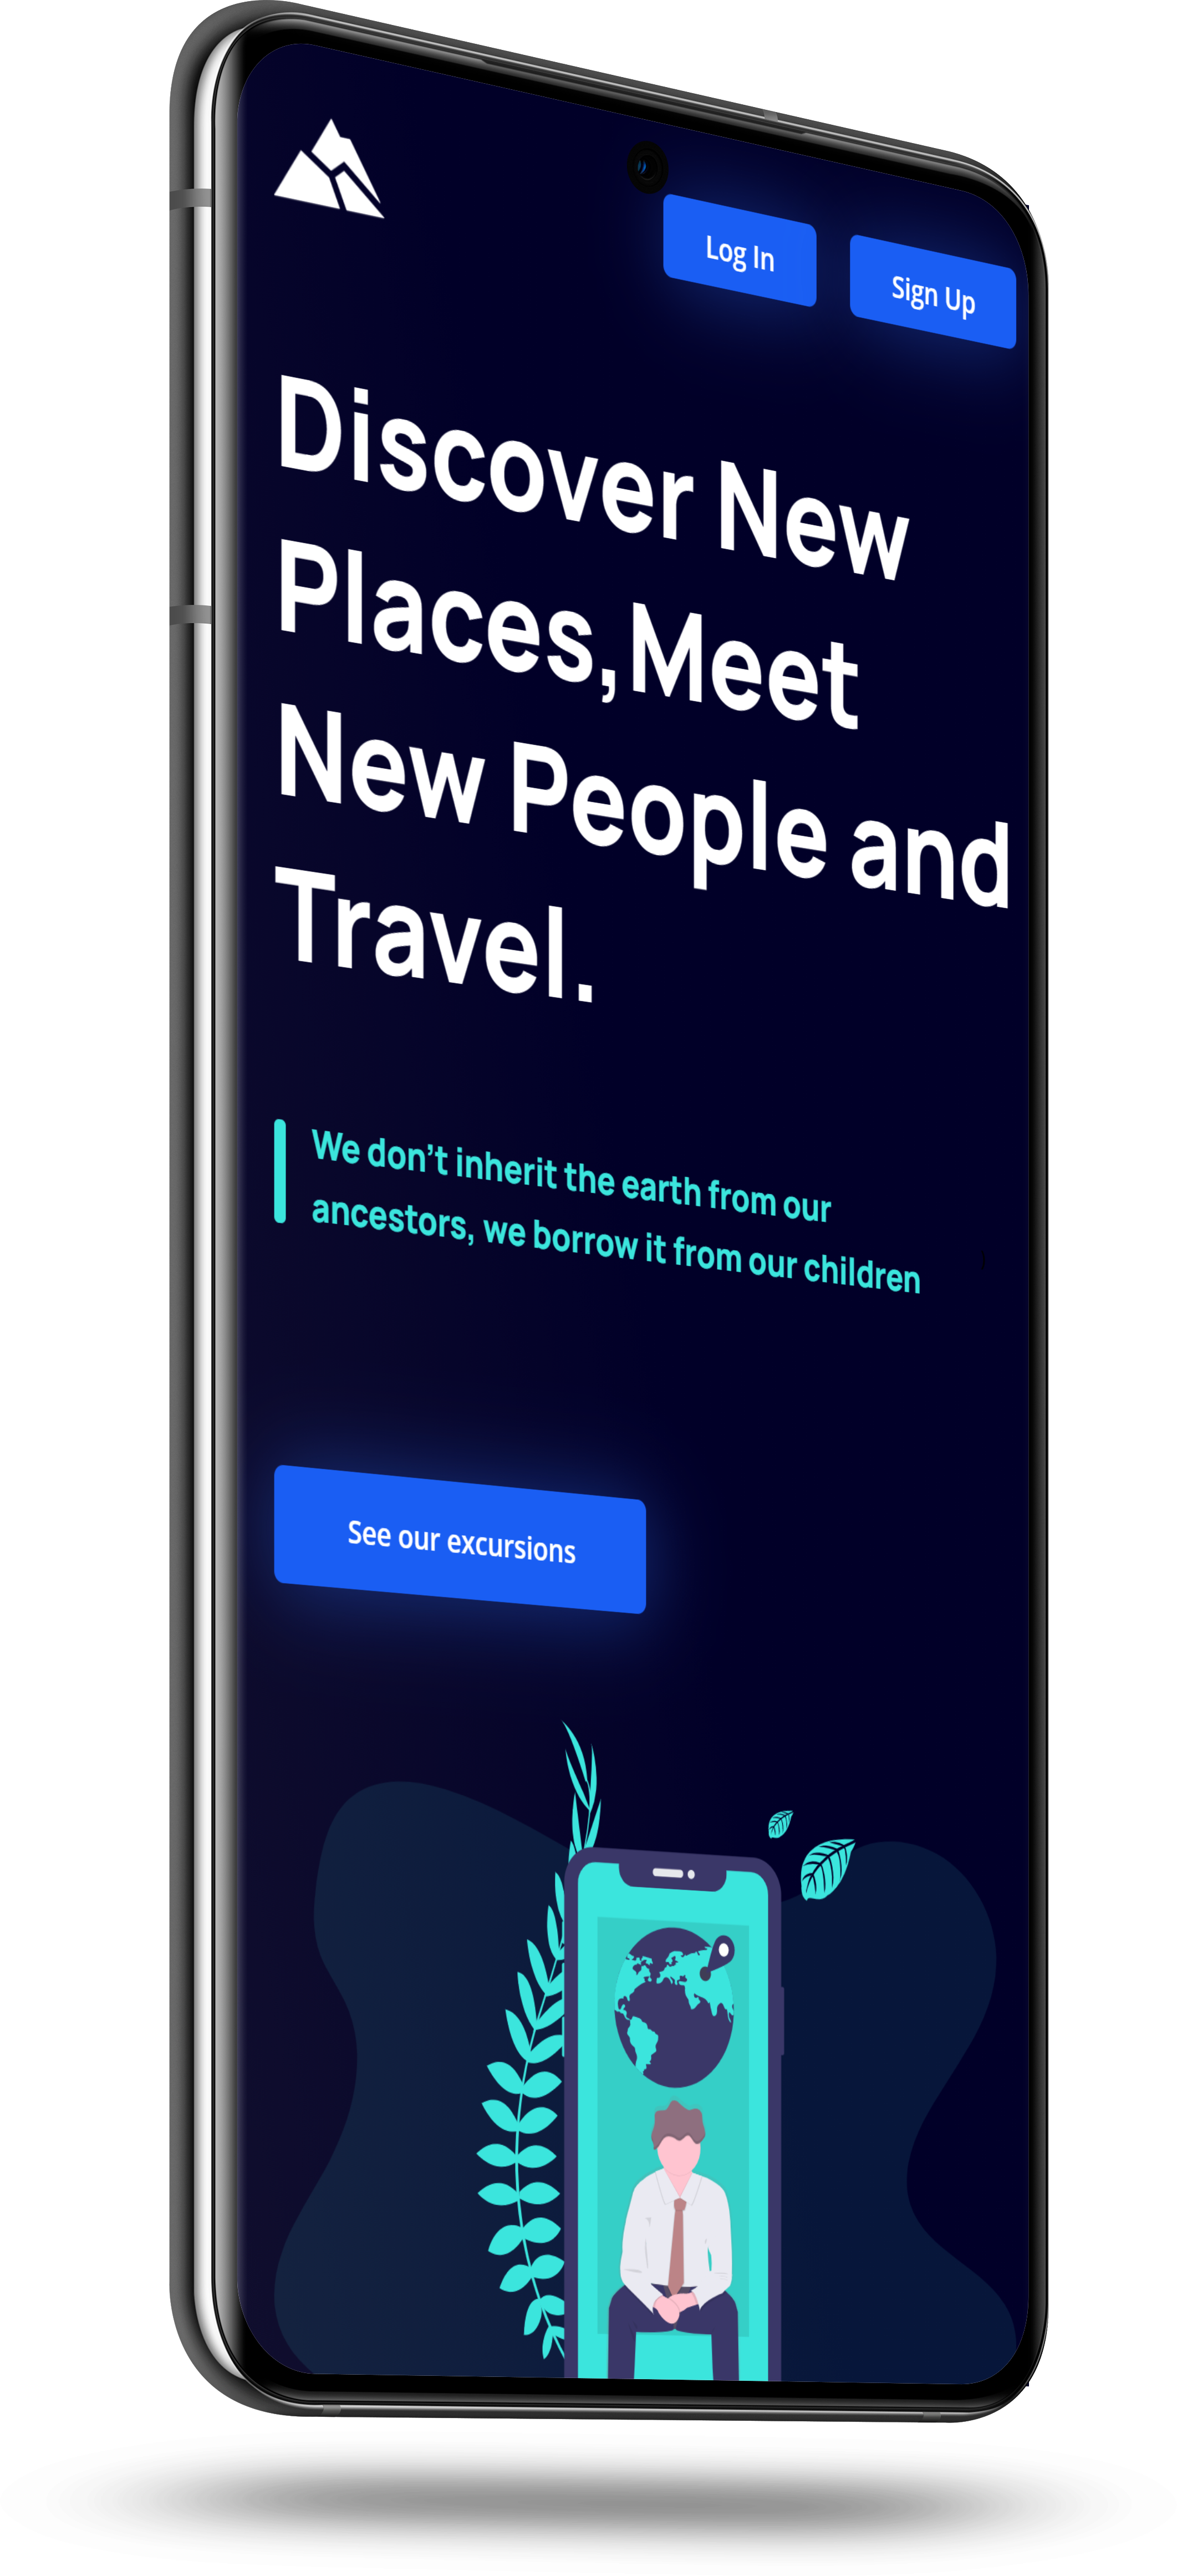 Log In
Sign Up
Discover New
Places,Meet
New People and
Travel.
We don’t inherit the earth from our
ancestors, we borrow it from our children
See our excursions